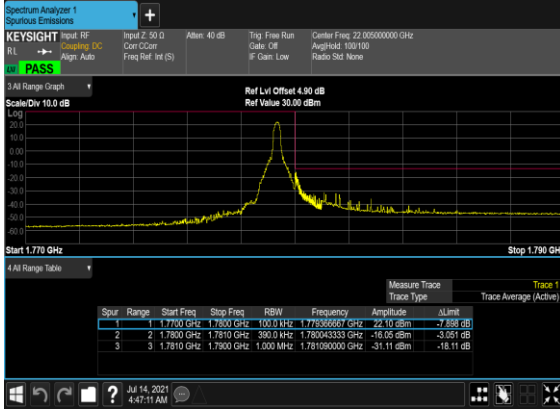 Spectrum Analyzer 1
Spurious Emissions
+
KEYSIGHT Input: RF Input Z: 50 Ω Atten: 40 dB Trig: Free Run Center Freq: 22.005000000 GHz
RL Coupling: DC Corr CCorr Gate: Off Avg|Hold: 100/100
Align: Auto Freq Ref: Int (S) IF Gain: Low Radio Std: None
PASS
3 All Range Graph
Ref Lvl Offset 4.90 dB
Scale/Div 10.0 dB Ref Value 30.00 dBm
Log
20.0
10.0
0.00
-10.0
-20.0
-30.0
-40.0
-50.0
-60.0
Start 1.770 GHz Stop 1.790 GH
4 All Range Table
Measure Trace Trace 1
Trace Type Trace Average (Active)
Spur Range Start Freq Stop Freq RBW Frequency Amplitude ΔLimit
1 1 1.7700 GHz 1.7800 GHz 100.0 kHz 1.779366667 GHz 22.10 dBm -7.898 dB
2 2 1.7800 GHz 1.7810 GHz 390.0 kHz 1.780043333 GHz -16.05 dBm -3.051 dB
3 3 1.7810 GHz 1.7900 GHz 1.000 MHz 1.781090000 GHz -31.11 dBm -18.11 dB
? Jul 14, 2021
4:47:11 AM